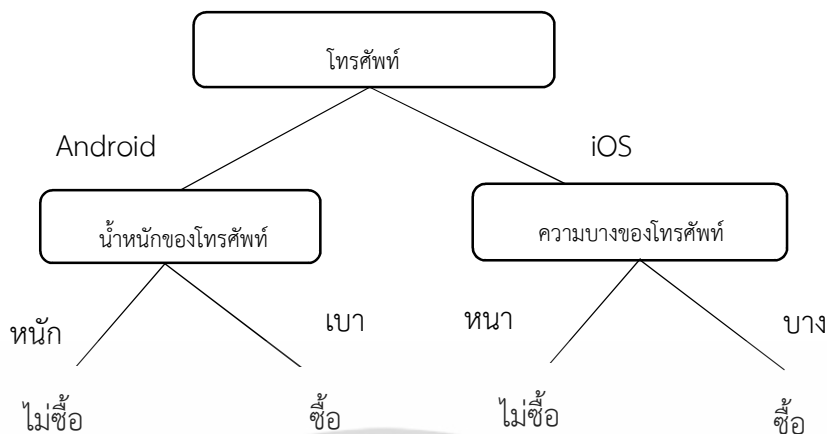 โทรศัพท์
Android
iOS
น้ำหนักของโทรศัพท์
ความบางของโทรศัพท์
หนัก
เบา
หนา
บาง
ไม่ซื้อ
ซื้อ
ไม่ซื้อ
ซื้อ